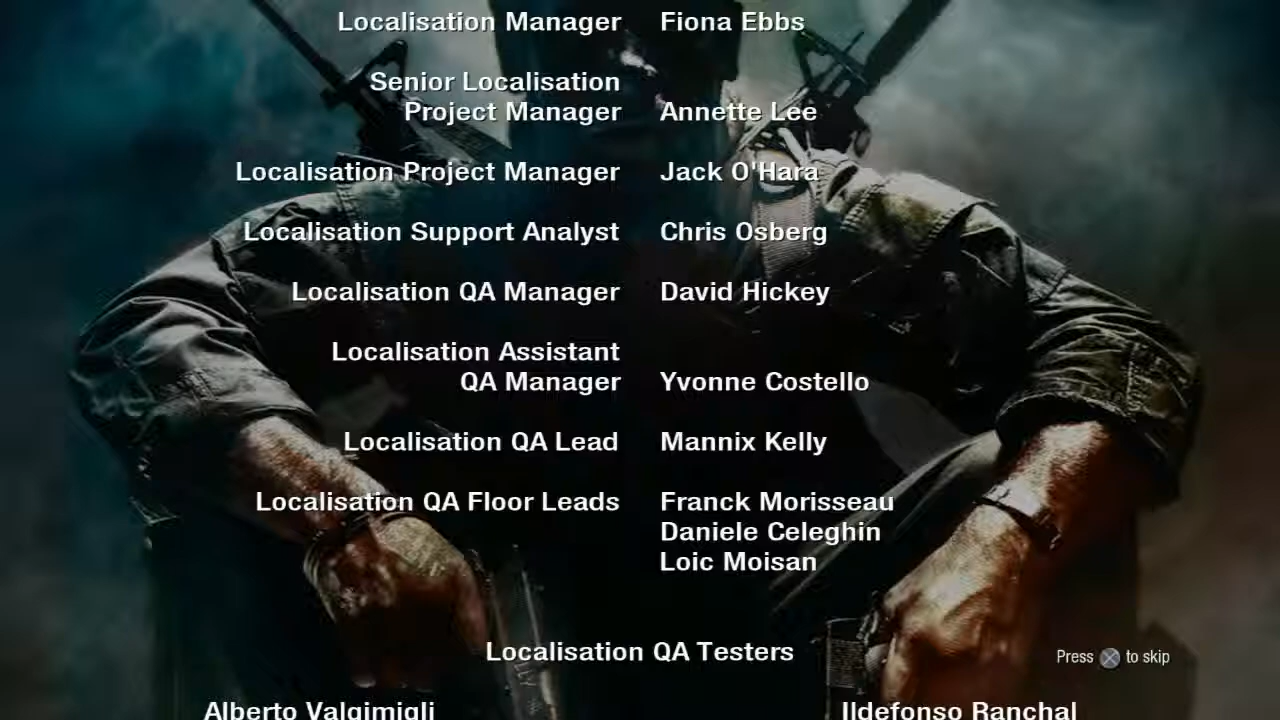 Localisation Manager Fiona Ebbs
Senior Localisation
Project Manager Annette Lee
Localisation Project Manager Jack O'Hara
Localisation Support Analyst Chris Osberg
Localisation QA Manager David Hickey
Localisation Assistant
QA Manager Yvonne Costello
Localisation QA Lead Mannix Kelly
Localisation QA Floor Leads Franck Morisseau
Daniele Celeghin
Loic Moisan
Localisation QA Testers
Press X to skip
Alberto Valgimigli Ildefonso Ranchal